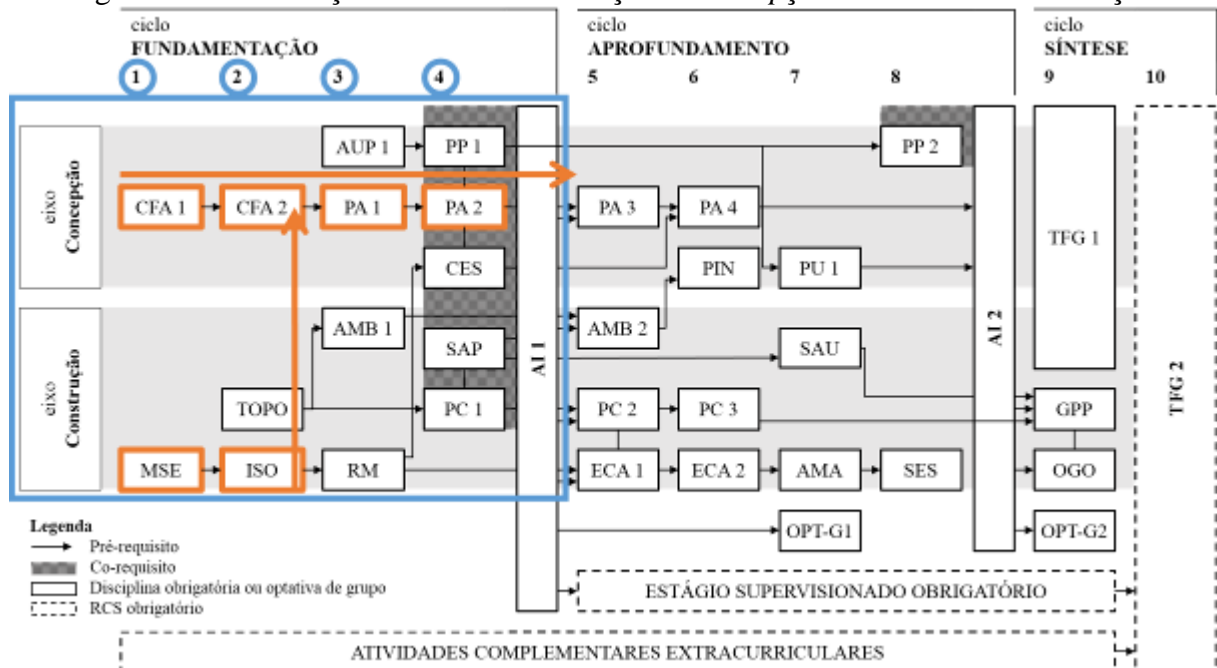 ciclo
FUNDAMENTAÇÃO
ciclo
APROFUNDAMENTO
ciclo
SÍNTESE
1 2 3 4 5 6 7 8 9 10
eixo
Concepção
AUP 1 PP 1 PP 2
CFA 1 CFA 2 PA 1 PA 2 PA 3 PA 4
TFG 1
CES PIN PU 1
eixo
Construção
AMB 1 AMB 2
SAP SAU
AI 1
AI 2
TFG 2
TOPO PC 1 PC 2 PC 3 GPP
MSE ISO RM ECA 1 ECA 2 AMA SES OGO
OPT-G1 OPT-G2
Legenda
Pré-requisito
Co-requisito
Disciplina obrigatória ou optativa de grupo
RCS obrigatório
ESTÁGIO SUPERVISIONADO OBRIGATÓRIO
ATIVIDADES COMPLEMENTARES EXTRACURRICULARES